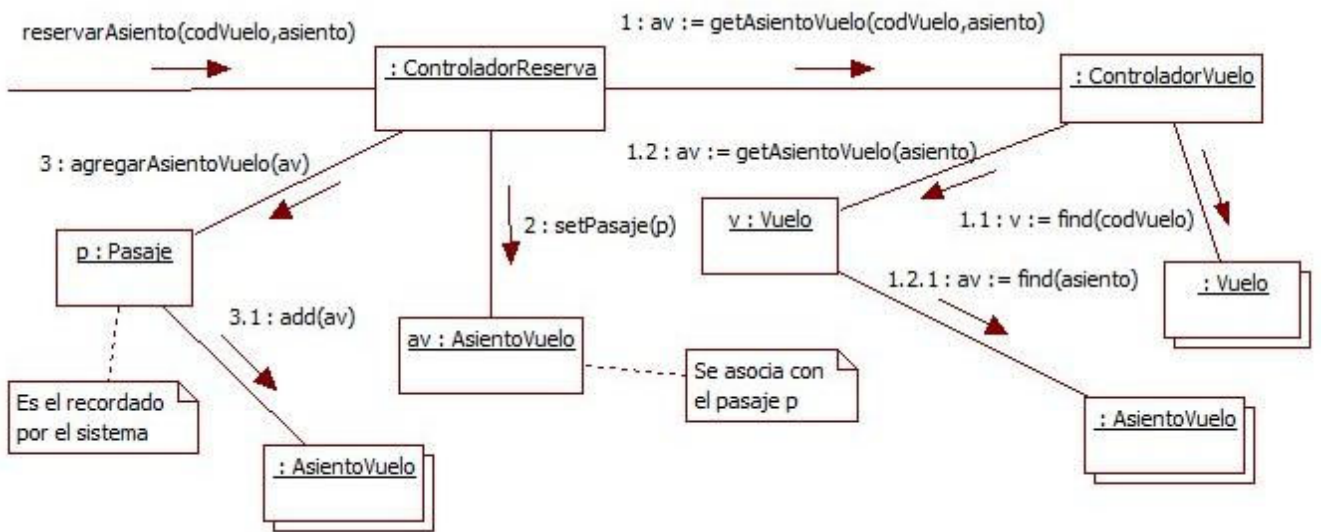 reservarAsiento(codVuelo,asiento)
1 : av := getAsientoVuelo(codVuelo,asiento)
: ControladorReserva
: ControladorVuelo
3 : agregarAsientoVuelo(av)
1.2 : av := getAsientoVuelo(asiento)
2 : setPasaje(p)
v : Vuelo
1.1 : v := find(codVuelo)
p : Pasaje
1.2.1 : av := find(asiento)
: Vuelo
3.1 : add(av)
av : AsientoVuelo
Se asocia con
el pasaje p
Es el recordado
por el sistema
: AsientoVuelo
: AsientoVuelo